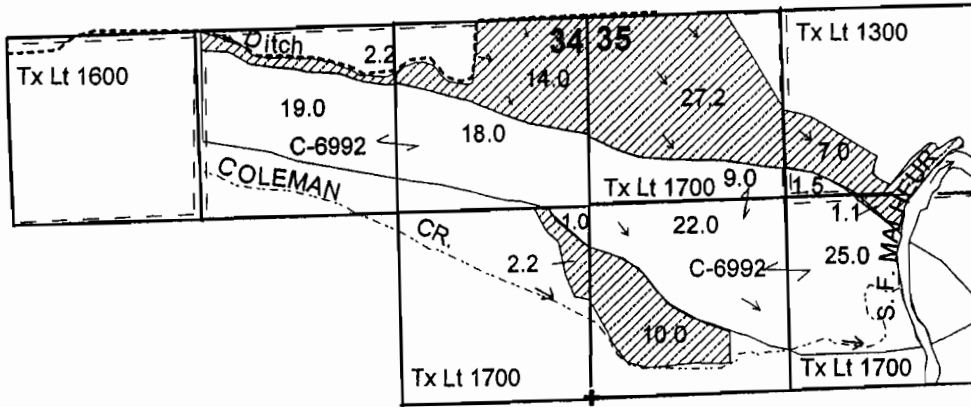 Ditch
2.2
34 35
Tx Lt 1300
Tx Lt 1600
14.0
27.2
19.0
18.0
7.0
C-6992
COLEMAN
Tx Lt 1700
9.0
1.5
1.1
1.0
22.0
CR.
2.2
C-6992
25.0
S. F. MALHEUR
10.0
Tx Lt 1700
Tx Lt 1700